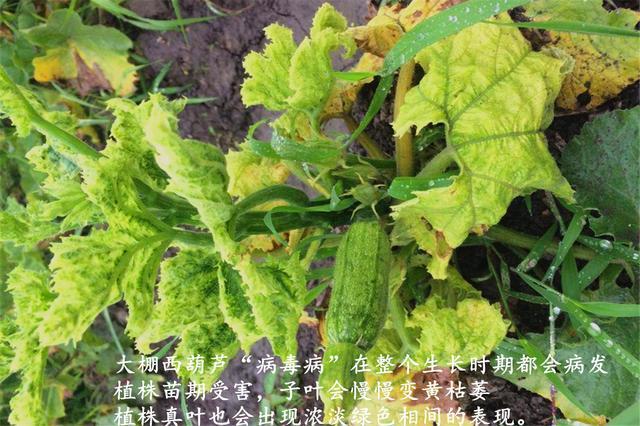 大棚西葫芦“病毒病”在整个生长时期都会病发
植株苗期受害，子叶会慢慢变黄枯萎
植株真叶也会出现浓淡绿色相间的表现。